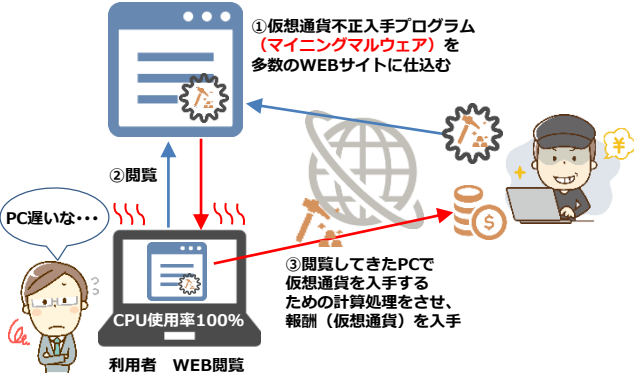 ①仮想通貨不正入手プログラム
（マイニングマルウェア）を
多数のWEBサイトに仕込む
②閲覧
¥
PC遅いな・・・
$
③閲覧してきたPCで
仮想通貨を入手する
ための計算処理をさせ、
報酬（仮想通貨）を入手
CPU使用率100%
利用者　WEB閲覧